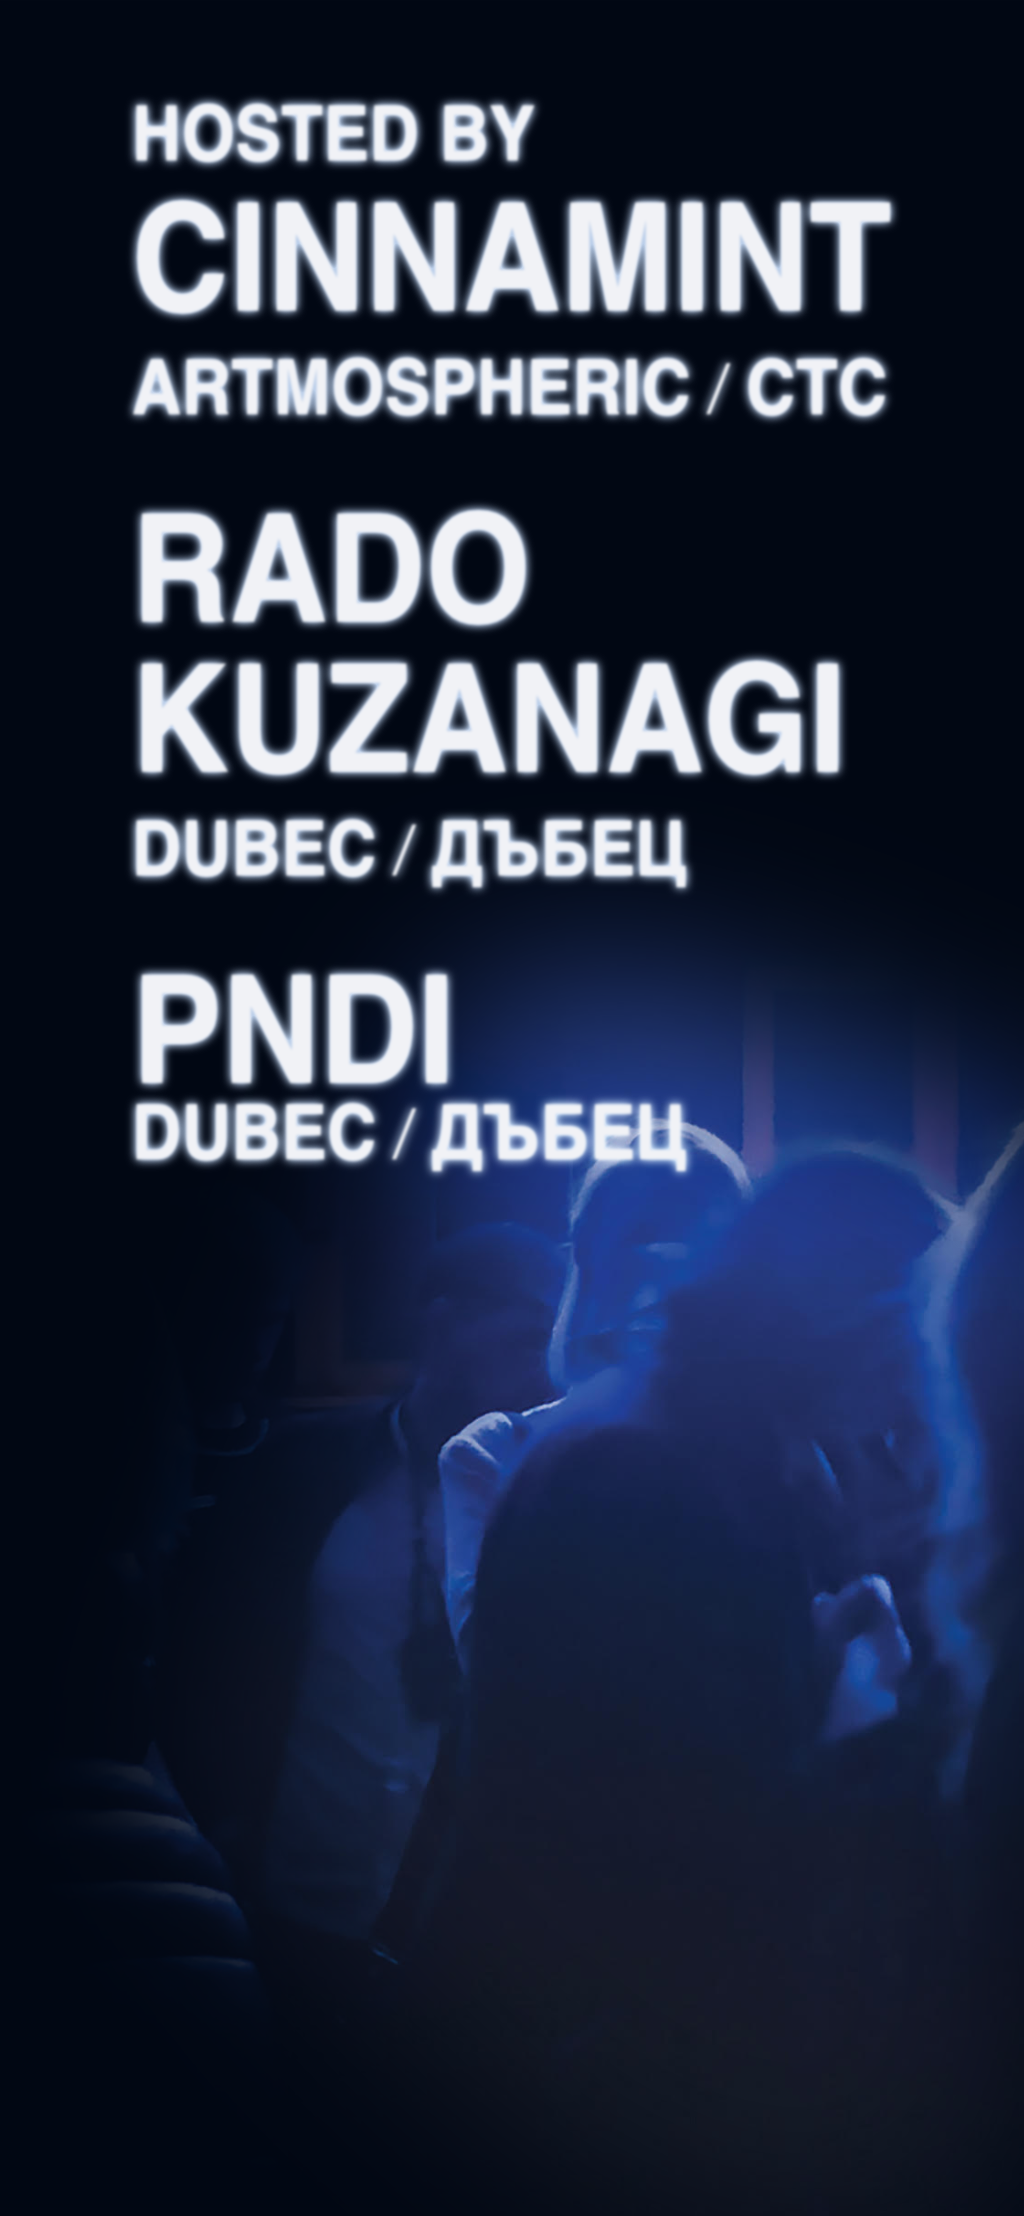 HOSTED BY
CINNAMINT
ARTMOSPHERIC / CTC
RADO
KUZANAGI
DUBEC / ДЪБЕЦ
PNDI
DUBEC / ДЪБЕЦ